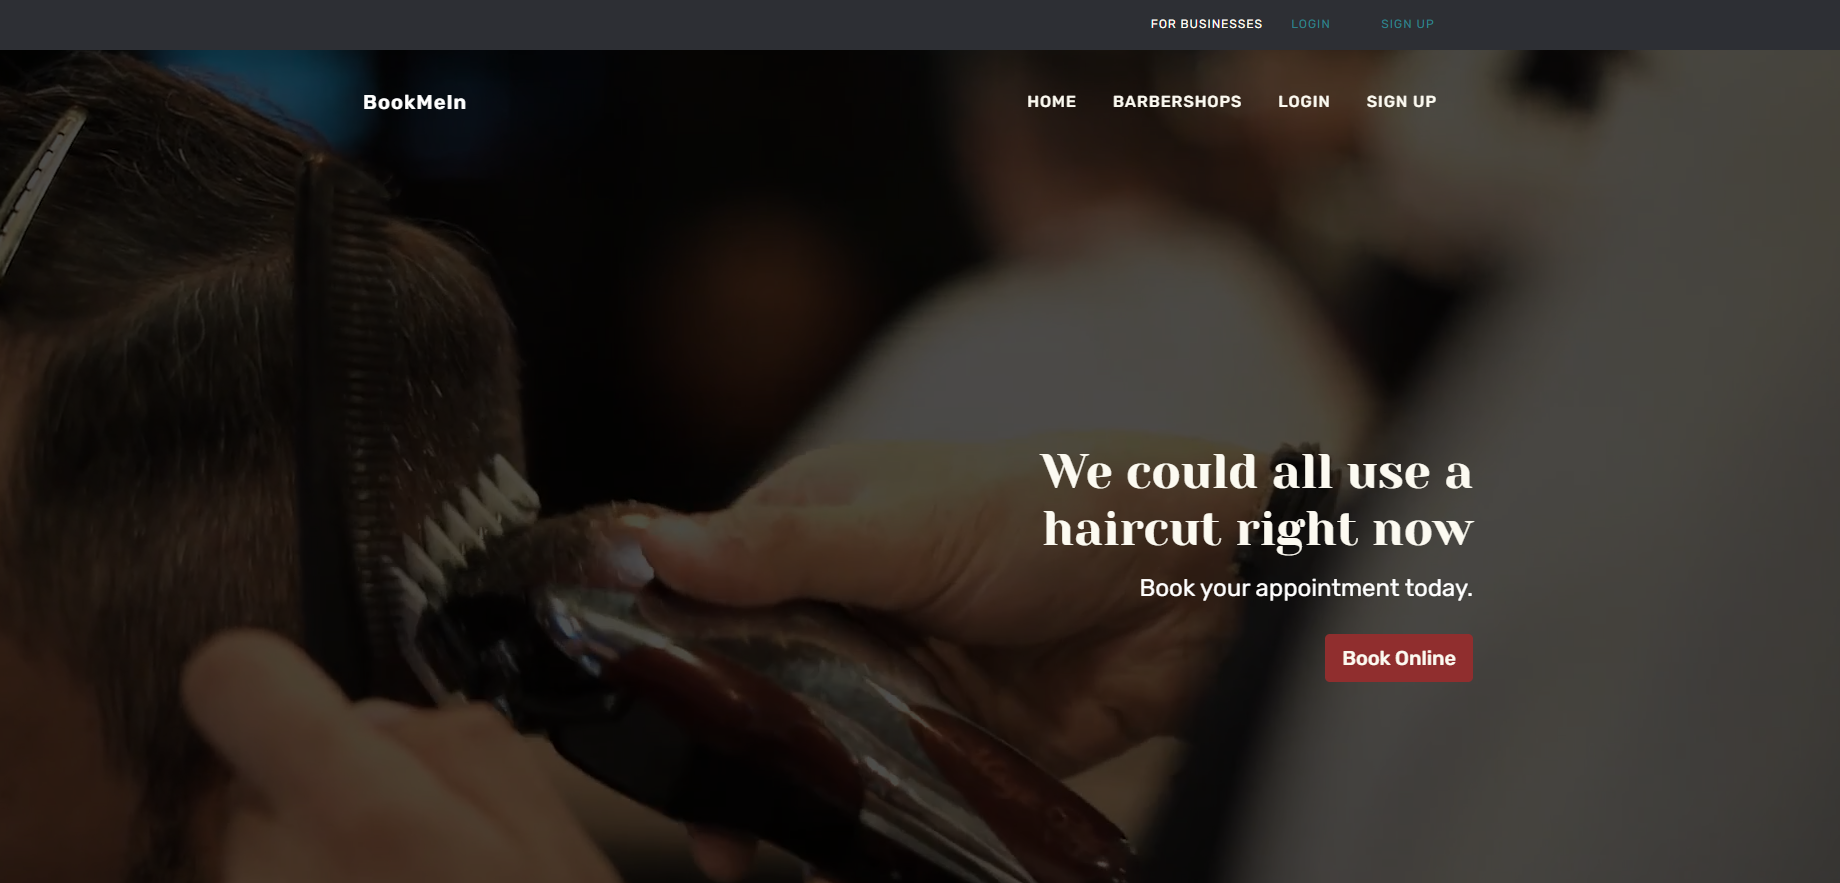 FOR BUSINESSES LOGIN SIGN UP
BookMeIn HOME BARBERSHOPS LOGIN SIGN UP
We could all use a
haircut right now
Book your appointment today.
Book Online